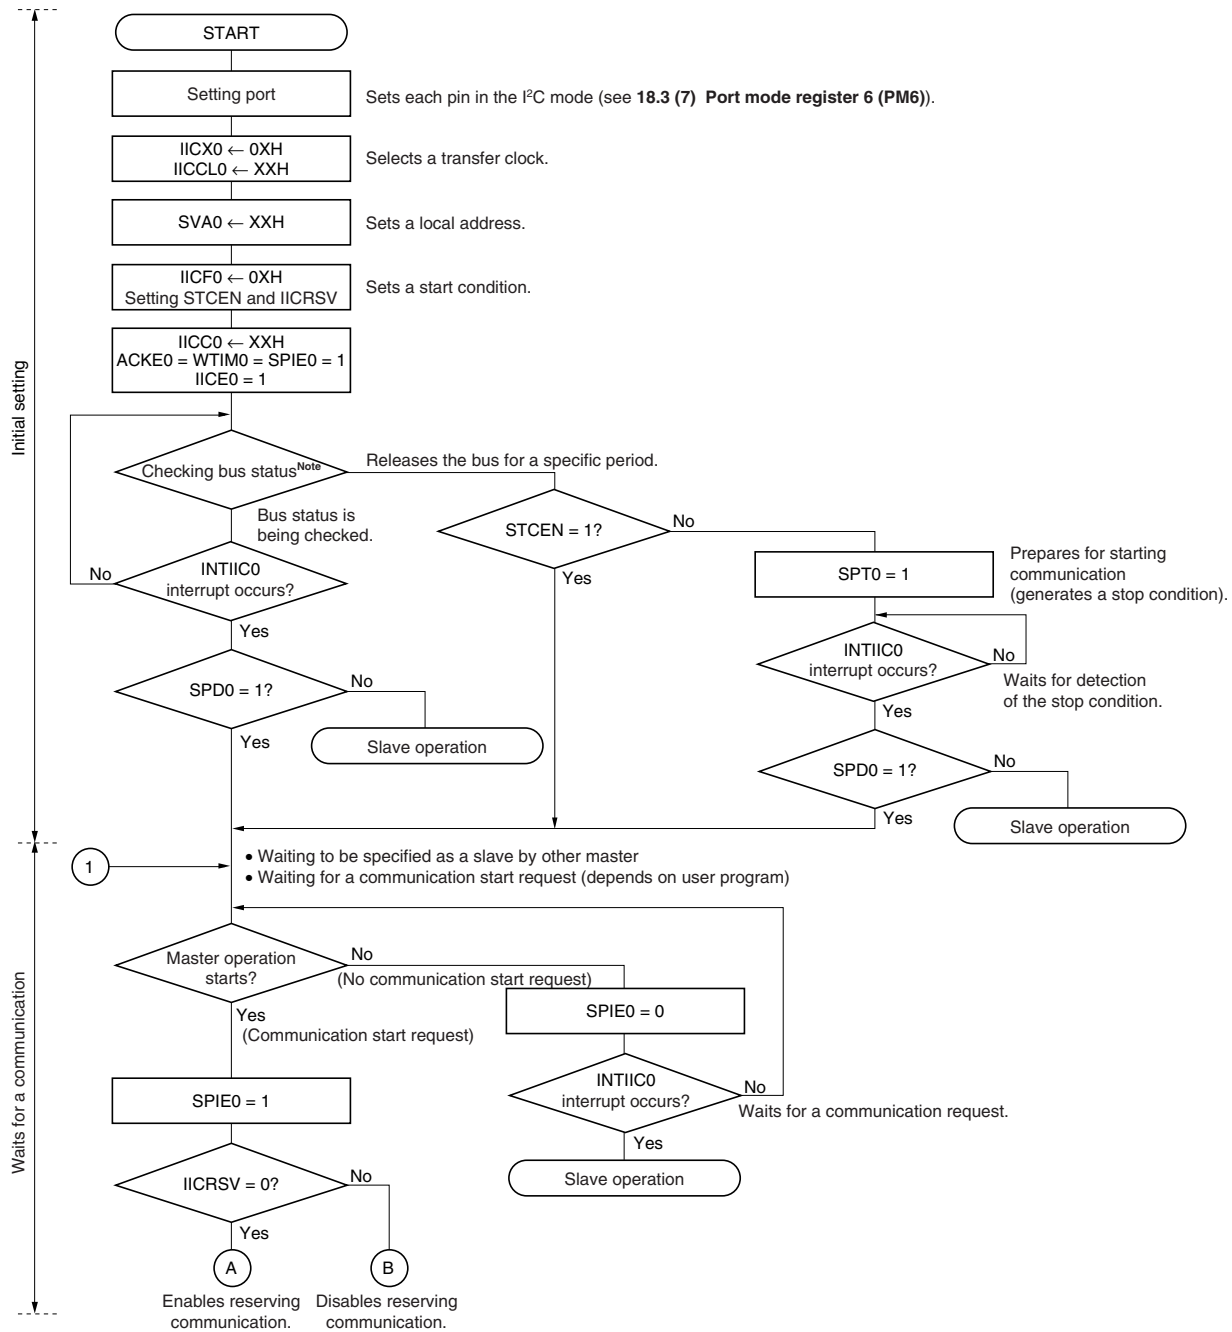 START
Setting port
Sets each pin in the I²C mode (see 18.3 (7) Port mode register 6 (PM6)).
IICX0 ← 0XH
IICCL0 ← XXH
Selects a transfer clock.
SVA0 ← XXH
Sets a local address.
IICF0 ← 0XH
Setting STCEN and IICRSV
Sets a start condition.
IICC0 ← XXH
ACKE0 = WTIM0 = SPIE0 = 1
IICE0 = 1
Initial setting
Checking bus status^Note
Releases the bus for a specific period.
Bus status is
being checked.
STCEN = 1?
No
Yes
INTIIC0
interrupt occurs?
No
Yes
SPT0 = 1
Prepares for starting
communication
(generates a stop condition).
INTIIC0
interrupt occurs?
No
Waits for detection
of the stop condition.
Yes
SPD0 = 1?
No
Yes
Slave operation
SPD0 = 1?
No
Yes
Slave operation
1
• Waiting to be specified as a slave by other master
• Waiting for a communication start request (depends on user program)
Waits for a communication
Master operation
starts?
No
(No communication start request)
Yes
(Communication start request)
SPIE0 = 0
INTIIC0
interrupt occurs?
No
Waits for a communication request.
Yes
Slave operation
SPIE0 = 1
IICRSV = 0?
No
Yes
A
B
Enables reserving
communication.
Disables reserving
communication.